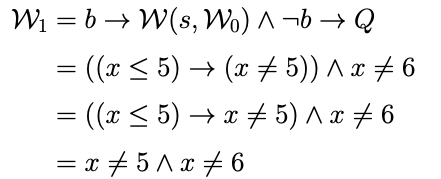 𝒲₁ = b → 𝒲(s, 𝒲₀) ∧ ¬b → Q
= ((x ≤ 5) → (x ≠ 5)) ∧ x ≠ 6
= ((x ≤ 5) → x ≠ 5) ∧ x ≠ 6
= x ≠ 5 ∧ x ≠ 6